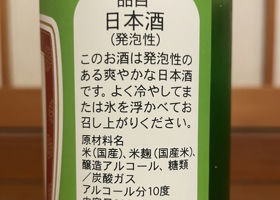 品目
日本酒
(発泡性)
このお酒は発泡性の
ある爽やかな日本酒
です。よく冷やしてま
たは氷を浮かべてお
召し上がりください。
原材料名
米(国産)、米麹(国産米)、
醸造アルコール、糖類
/炭酸ガス
アルコール分10度